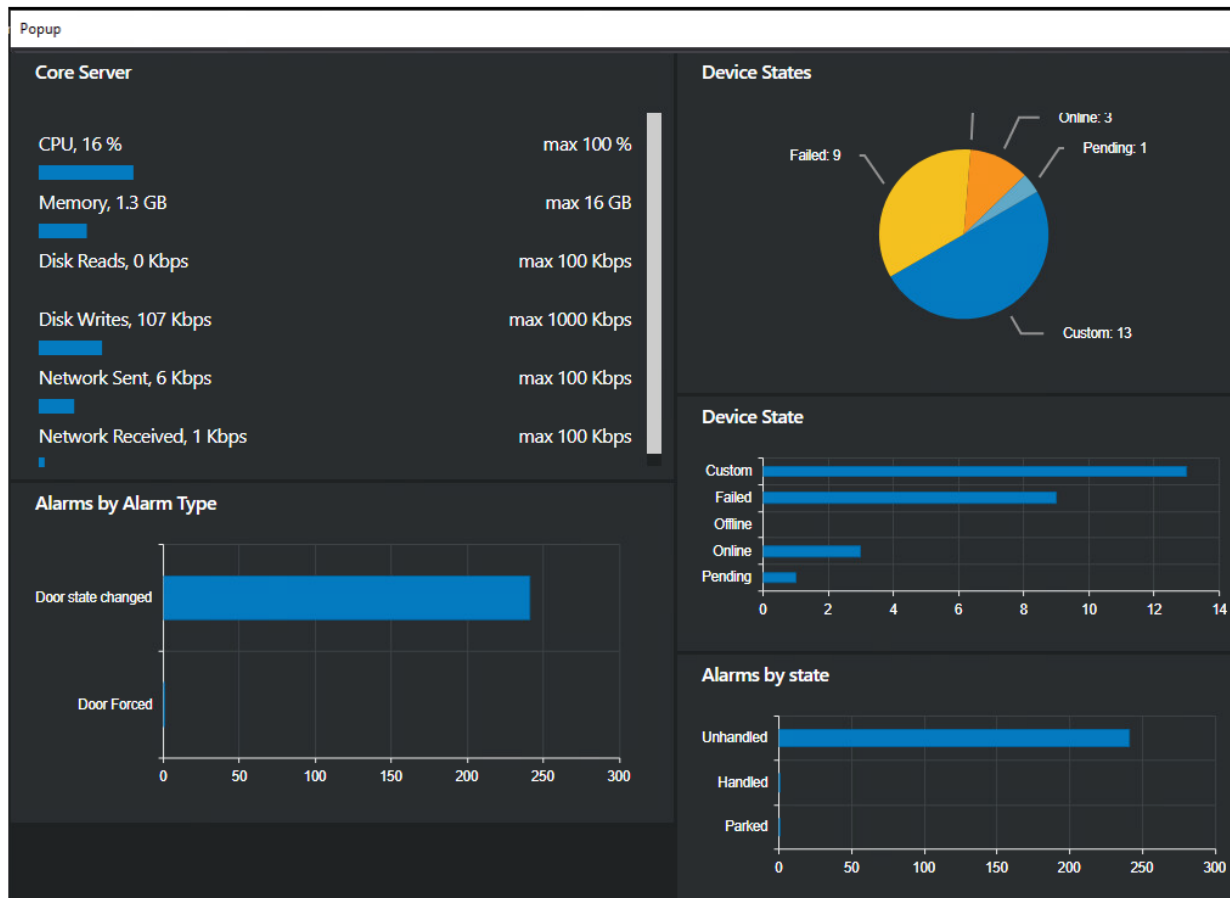 Popup
Core Server
CPU, 16 % max 100 %
Memory, 1.3 GB max 16 GB
Disk Reads, 0 Kbps max 100 Kbps
Disk Writes, 107 Kbps max 1000 Kbps
Network Sent, 6 Kbps max 100 Kbps
Network Received, 1 Kbps max 100 Kbps
Alarms by Alarm Type
Door state changed
Door Forced
0 50 100 150 200 250 300
Device States
Online: 3
Failed: 9
Pending: 1
Custom: 13
Device State
Custom
Failed
Offline
Online
Pending
0 2 4 6 8 10 12 14
Alarms by state
Unhandled
Handled
Parked
0 50 100 150 200 250 300